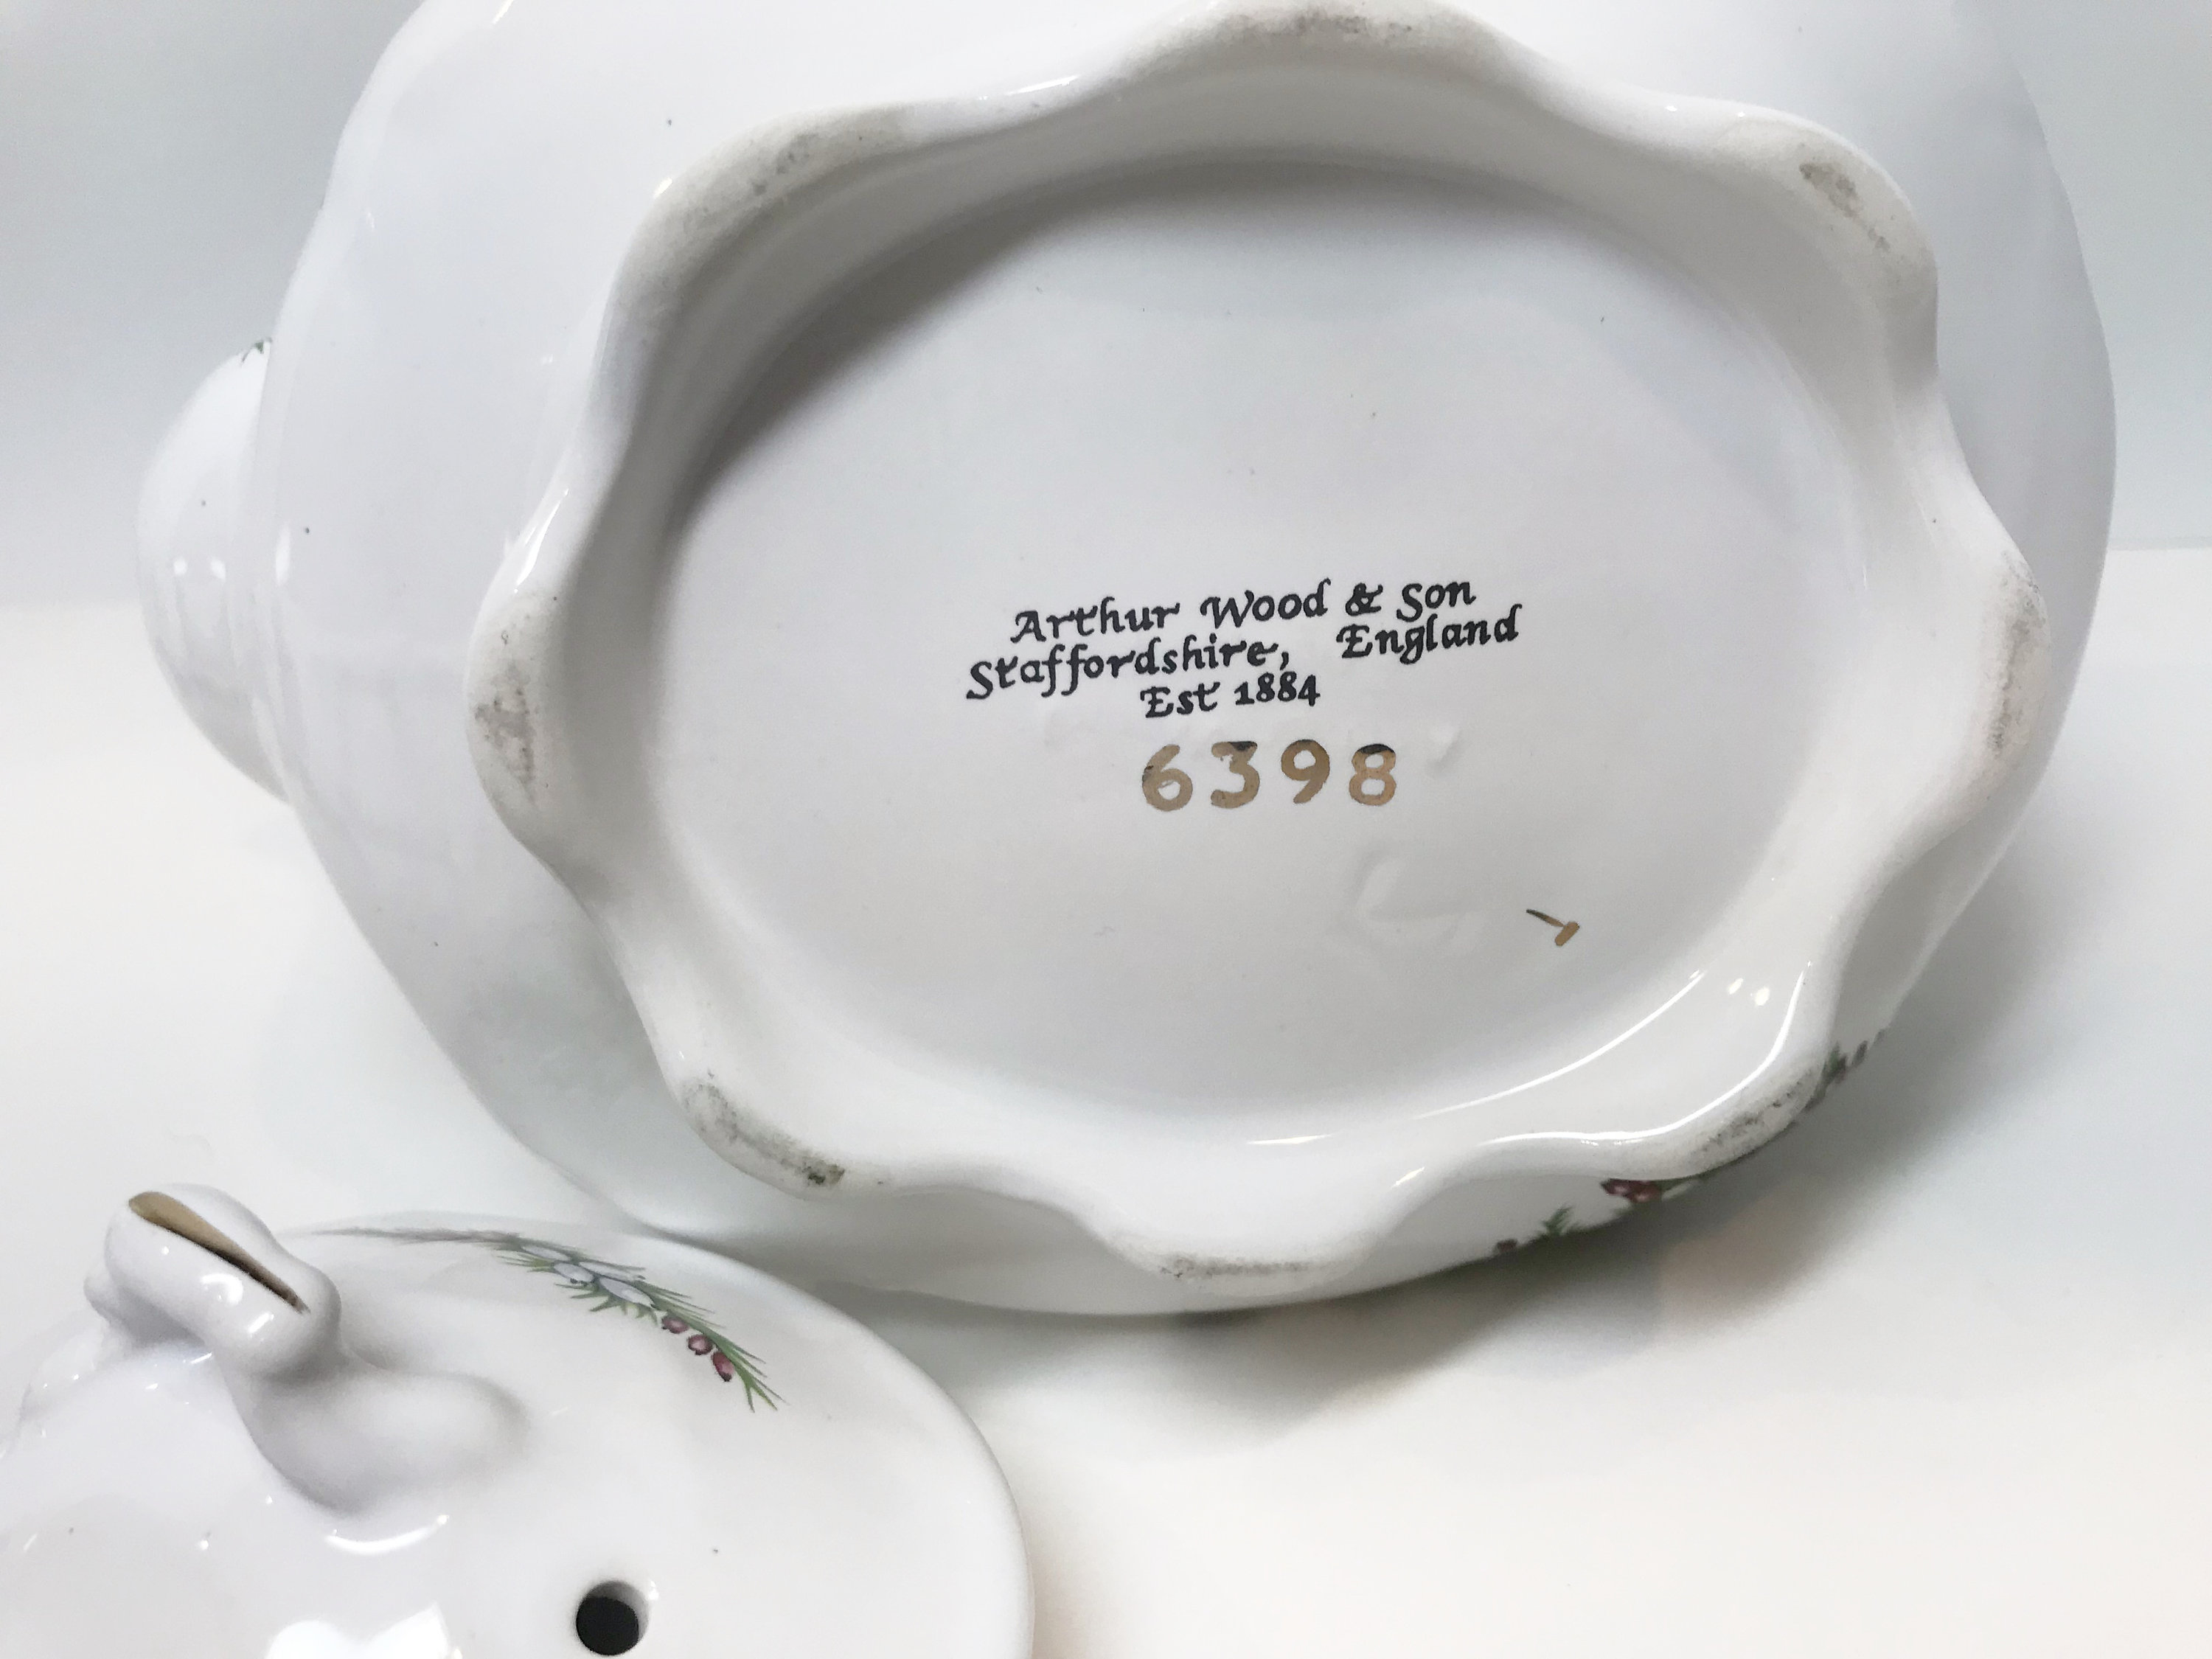 Arthur Wood & Son
Staffordshire, England
Est 1884
6398